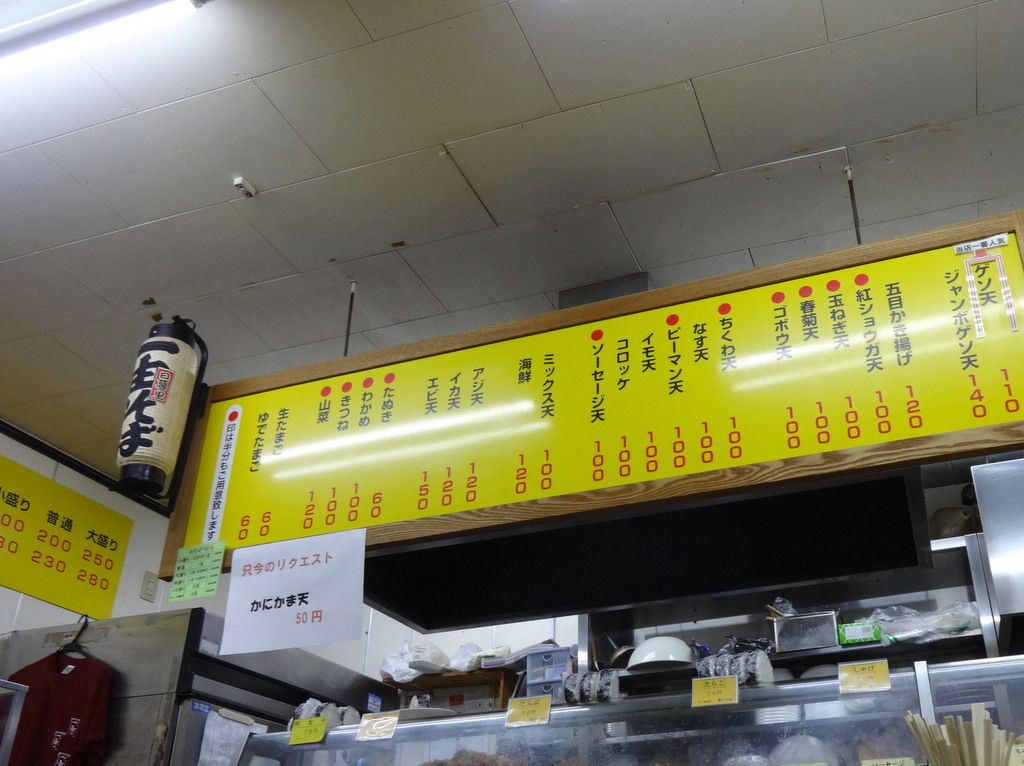 当店一番人気
ゲソ天 110
ジャンボゲソ天 140
五目かき揚げ 120
紅ショウガ天 100
玉ねぎ天 100
春菊天 100
ゴボウ天 100
ちくわ天 100
なす天 100
ピーマン天 100
イモ天 100
コロッケ 100
ソーセージ天 100
ミックス天 100
海鮮 120
アジ天 120
イカ天 120
エビ天 150
たぬき 60
わかめ 100
きつね 100
山菜 120
生たまご 60
ゆでたまご 60
印は半分もご用意致します
一由そば
日暮里
小盛り 普通 大盛り
200 250
230 280
只今のリクエスト
かにかま天
50円